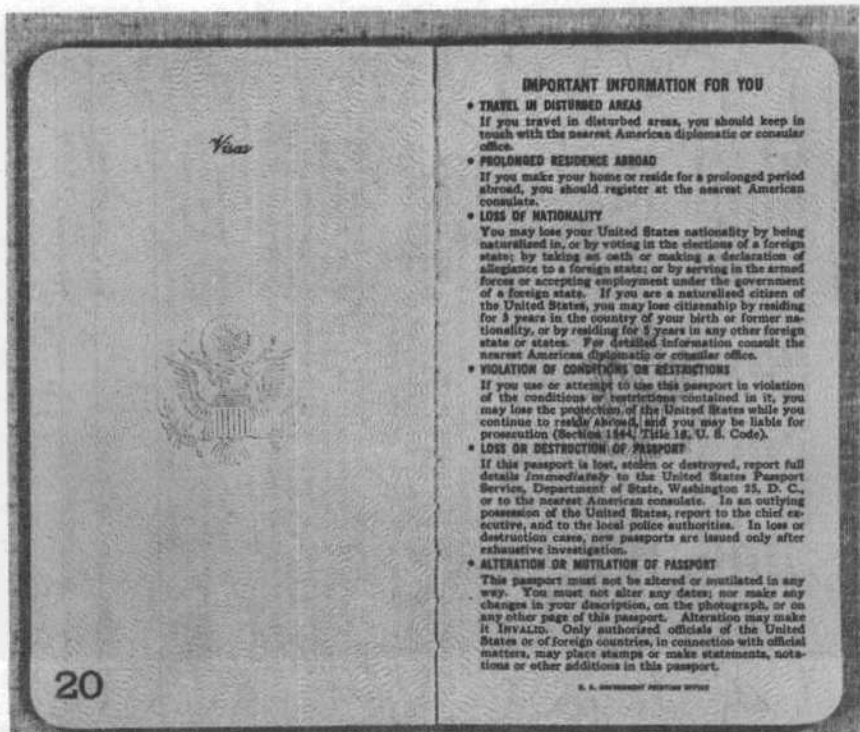 Visas
20
IMPORTANT INFORMATION FOR YOU
• TRAVEL IN DISTURBED AREAS
If you travel in disturbed areas, you should keep in
touch with the nearest American diplomatic or consular
office.
• PROLONGED RESIDENCE ABROAD
If you make your home or reside for a prolonged period
abroad, you should register at the nearest American
consulate.
• LOSS OF NATIONALITY
You may lose your United States nationality by being
naturalized in, or by voting in the elections of a foreign
state; by taking an oath or making a declaration of
allegiance to a foreign state; or by serving in the armed
forces or accepting employment under the government
of a foreign state. If you are a naturalized citizen of
the United States, you may lose citizenship by residing
for 3 years in the country of your birth or former na-
tionality, or by residing for 5 years in any other foreign
state or states. For detailed information consult the
nearest American diplomatic or consular office.
• VIOLATION OF CONDITIONS OR RESTRICTIONS
If you use or attempt to use this passport in violation
of the conditions or restrictions contained in it, you
may lose the protection of the United States while you
continue to reside abroad, and you may be liable for
prosecution (Section 1544, Title 18, U. S. Code).
• LOSS OR DESTRUCTION OF PASSPORT
If this passport is lost, stolen or destroyed, report full
details immediately to the United States Passport
Service, Department of State, Washington 25, D. C.,
or to the nearest American consulate. In an outlying
possession of the United States, report to the chief ex-
ecutive, and to the local police authorities. In loss or
destruction cases, new passports are issued only after
exhaustive investigation.
• ALTERATION OR MUTILATION OF PASSPORT
This passport must not be altered or mutilated in any
way. You must not alter any dates; nor make any
changes in your description, on the photograph, or on
any other page of this passport. Alteration may make
it INVALID. Only authorized officials of the United
States or of foreign countries, in connection with official
matters, may place stamps or make statements, nota-
tions or other additions in this passport.
U. S. GOVERNMENT PRINTING OFFICE